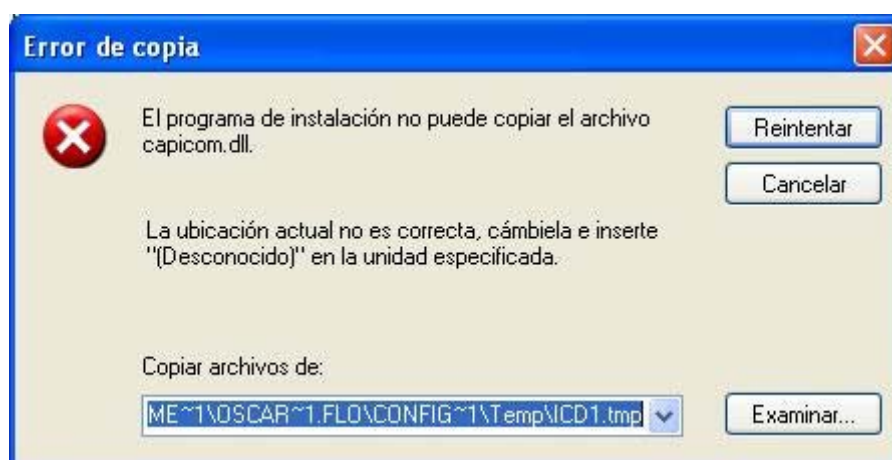 Error de copia
El programa de instalación no puede copiar el archivo
capicom.dll.
Reintentar
Cancelar
La ubicación actual no es correcta, cámbiela e inserte
"(Desconocido)" en la unidad especificada.
Copiar archivos de:
ME~1\OSCAR~1.FLO\CONFIG~1\Temp\ICD1.tmp
Examinar...